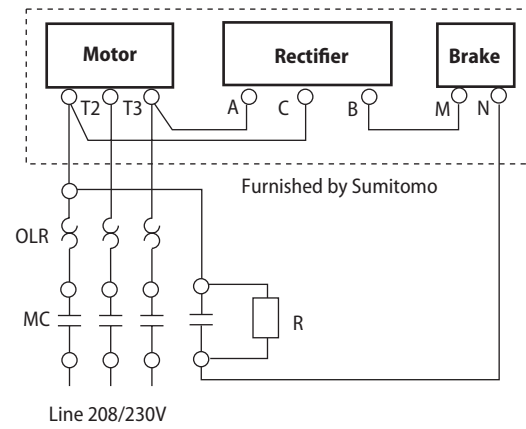 Motor Rectifier Brake
T2 T3 A C B M N
Furnished by Sumitomo
OLR
MC R
Line 208/230V